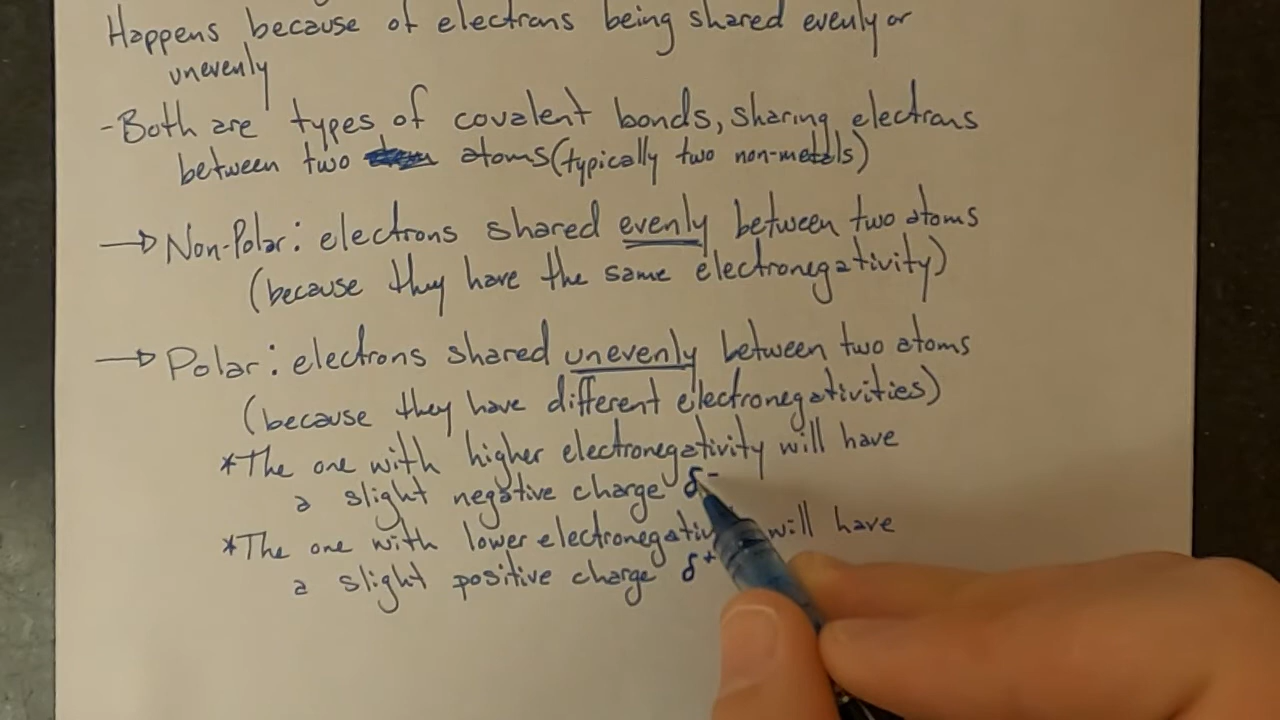 Happens because of electrons being shared evenly or
unevenly
-Both are types of covalent bonds, sharing electrons
between two atoms (typically two non-metals)
→ Non-Polar: electrons shared evenly between two atoms
(because they have the same electronegativity)
→ Polar: electrons shared unevenly between two atoms
(because they have different electronegativities)
*The one with higher electronegativity will have
a slight negative charge δ-
*The one with lower will have
a slight positive charge δ+